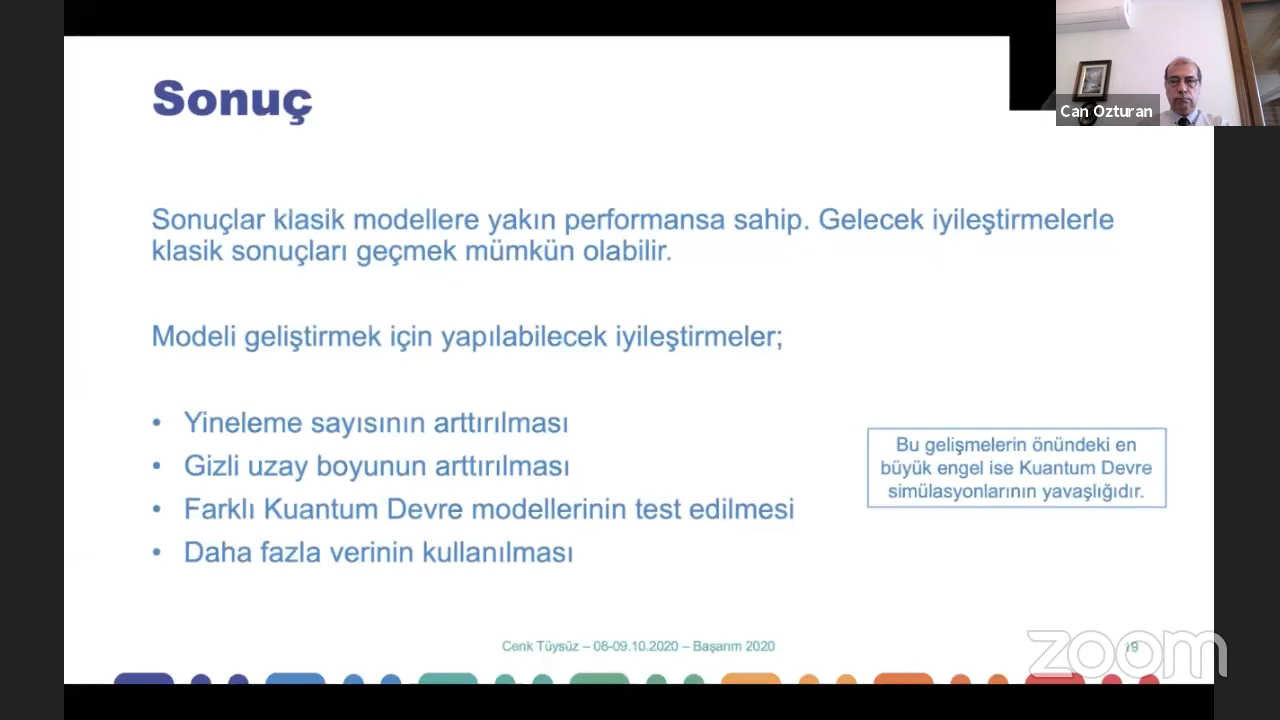 Sonuç
Can Ozturan
Sonuçlar klasik modellere yakın performansa sahip. Gelecek iyileştirmelerle
klasik sonuçları geçmek mümkün olabilir.
Modeli geliştirmek için yapılabilecek iyileştirmeler;
• Yineleme sayısının arttırılması
• Gizli uzay boyunun arttırılması
• Farklı Kuantum Devre modellerinin test edilmesi
• Daha fazla verinin kullanılması
Bu gelişmelerin önündeki en
büyük engel ise Kuantum Devre
simülasyonlarının yavaşlığıdır.
Cenk Tüysüz – 08-09.10.2020 – Başarım 2020
19
zoom